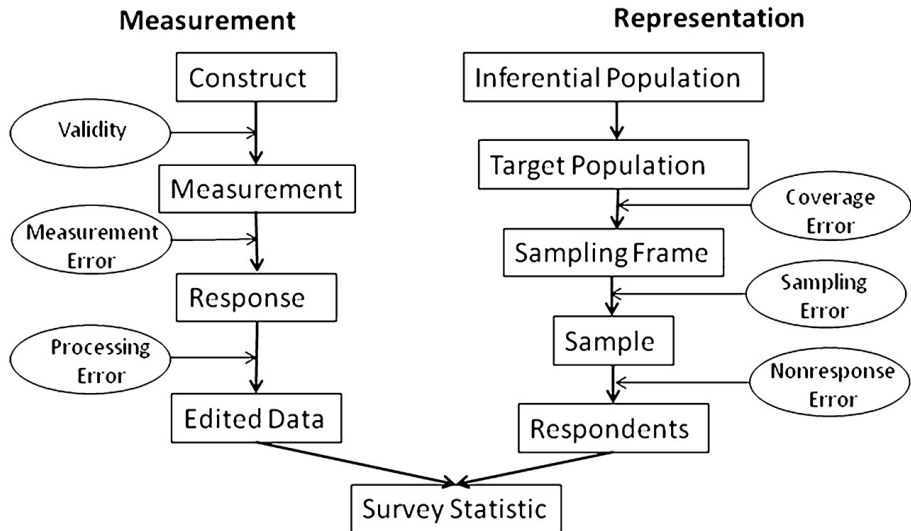 Measurement
Representation
Construct
Inferential Population
Validity
Target Population
Measurement
Coverage
Error
Measurement
Error
Sampling Frame
Response
Sampling
Error
Processing
Error
Sample
Nonresponse
Error
Edited Data
Respondents
Survey Statistic